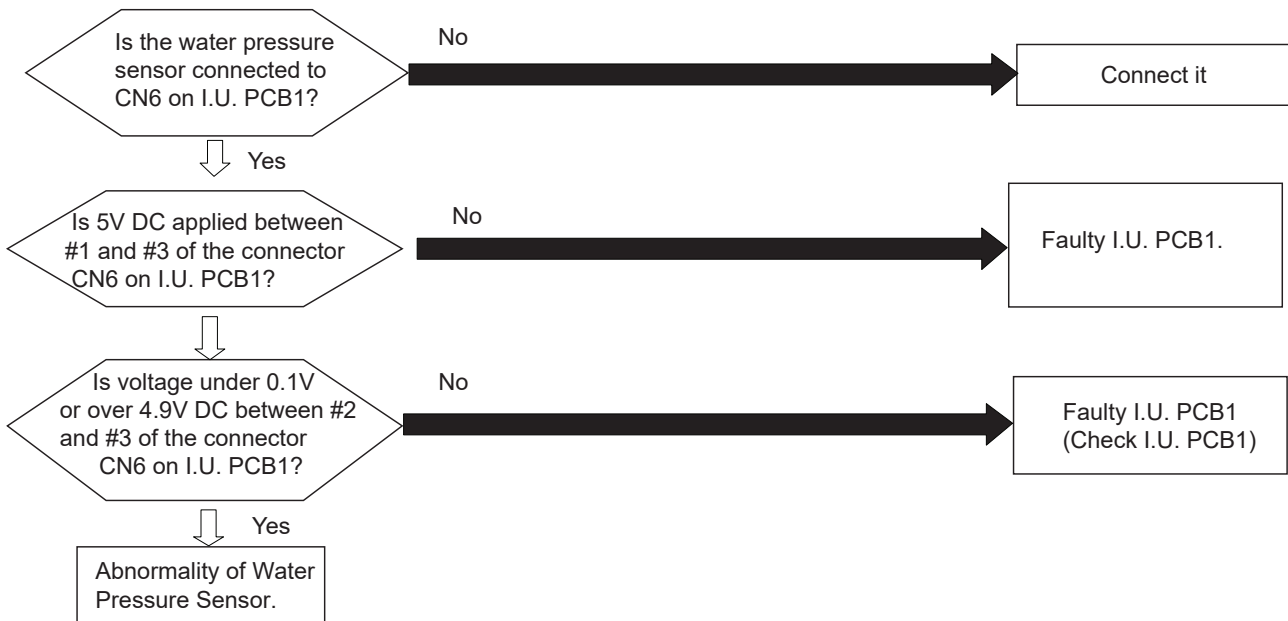 Is the water pressure
sensor connected to
CN6 on I.U. PCB1?
No
Connect it
Yes
Is 5V DC applied between
#1 and #3 of the connector
CN6 on I.U. PCB1?
No
Faulty I.U. PCB1.
Is voltage under 0.1V
or over 4.9V DC between #2
and #3 of the connector
CN6 on I.U. PCB1?
No
Faulty I.U. PCB1
(Check I.U. PCB1)
Yes
Abnormality of Water
Pressure Sensor.